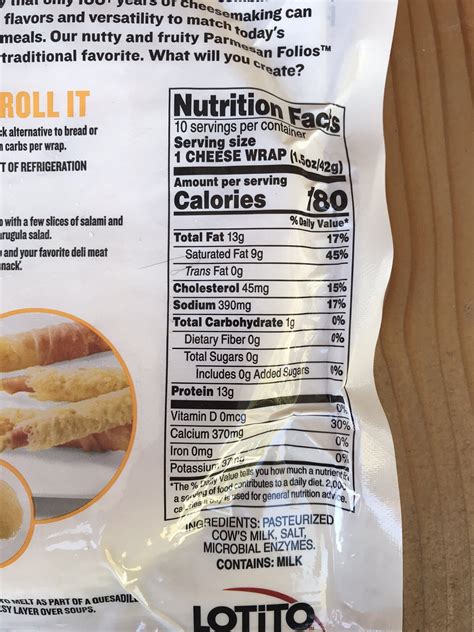 that only 100+ years of cheesemaking can
flavors and versatility to match today's
meals. Our nutty and fruity Parmesan Folios™
traditional favorite. What will you create?
ROLL IT
ck alternative to bread or
n carbs per wrap.
T OF REFRIGERATION
with a few slices of salami and
arugula salad.
and your favorite deli meat
snack.
Nutrition Facts
10 servings per container
Serving size
1 CHEESE WRAP (1.5oz/42g)
Amount per serving
Calories 180
% Daily Value*
Total Fat 13g 17%
Saturated Fat 9g 45%
Trans Fat 0g
Cholesterol 45mg 15%
Sodium 390mg 17%
Total Carbohydrate 1g 0%
Dietary Fiber 0g 0%
Total Sugars 0g
Includes 0g Added Sugars 0%
Protein 13g
Vitamin D 0mcg 0%
Calcium 370mg 30%
Iron 0mg 0%
Potassium 0%
*The % Daily Value tells you how much a nutrient
a serving of food contributes to a daily diet. 2,000
calories a day is used for general nutrition advice.
INGREDIENTS: PASTEURIZED
COW'S MILK, SALT,
MICROBIAL ENZYMES.
CONTAINS: MILK
MELT AS PART OF A QUESADIL
SY LAYER OVER SOUPS.
LOTITO